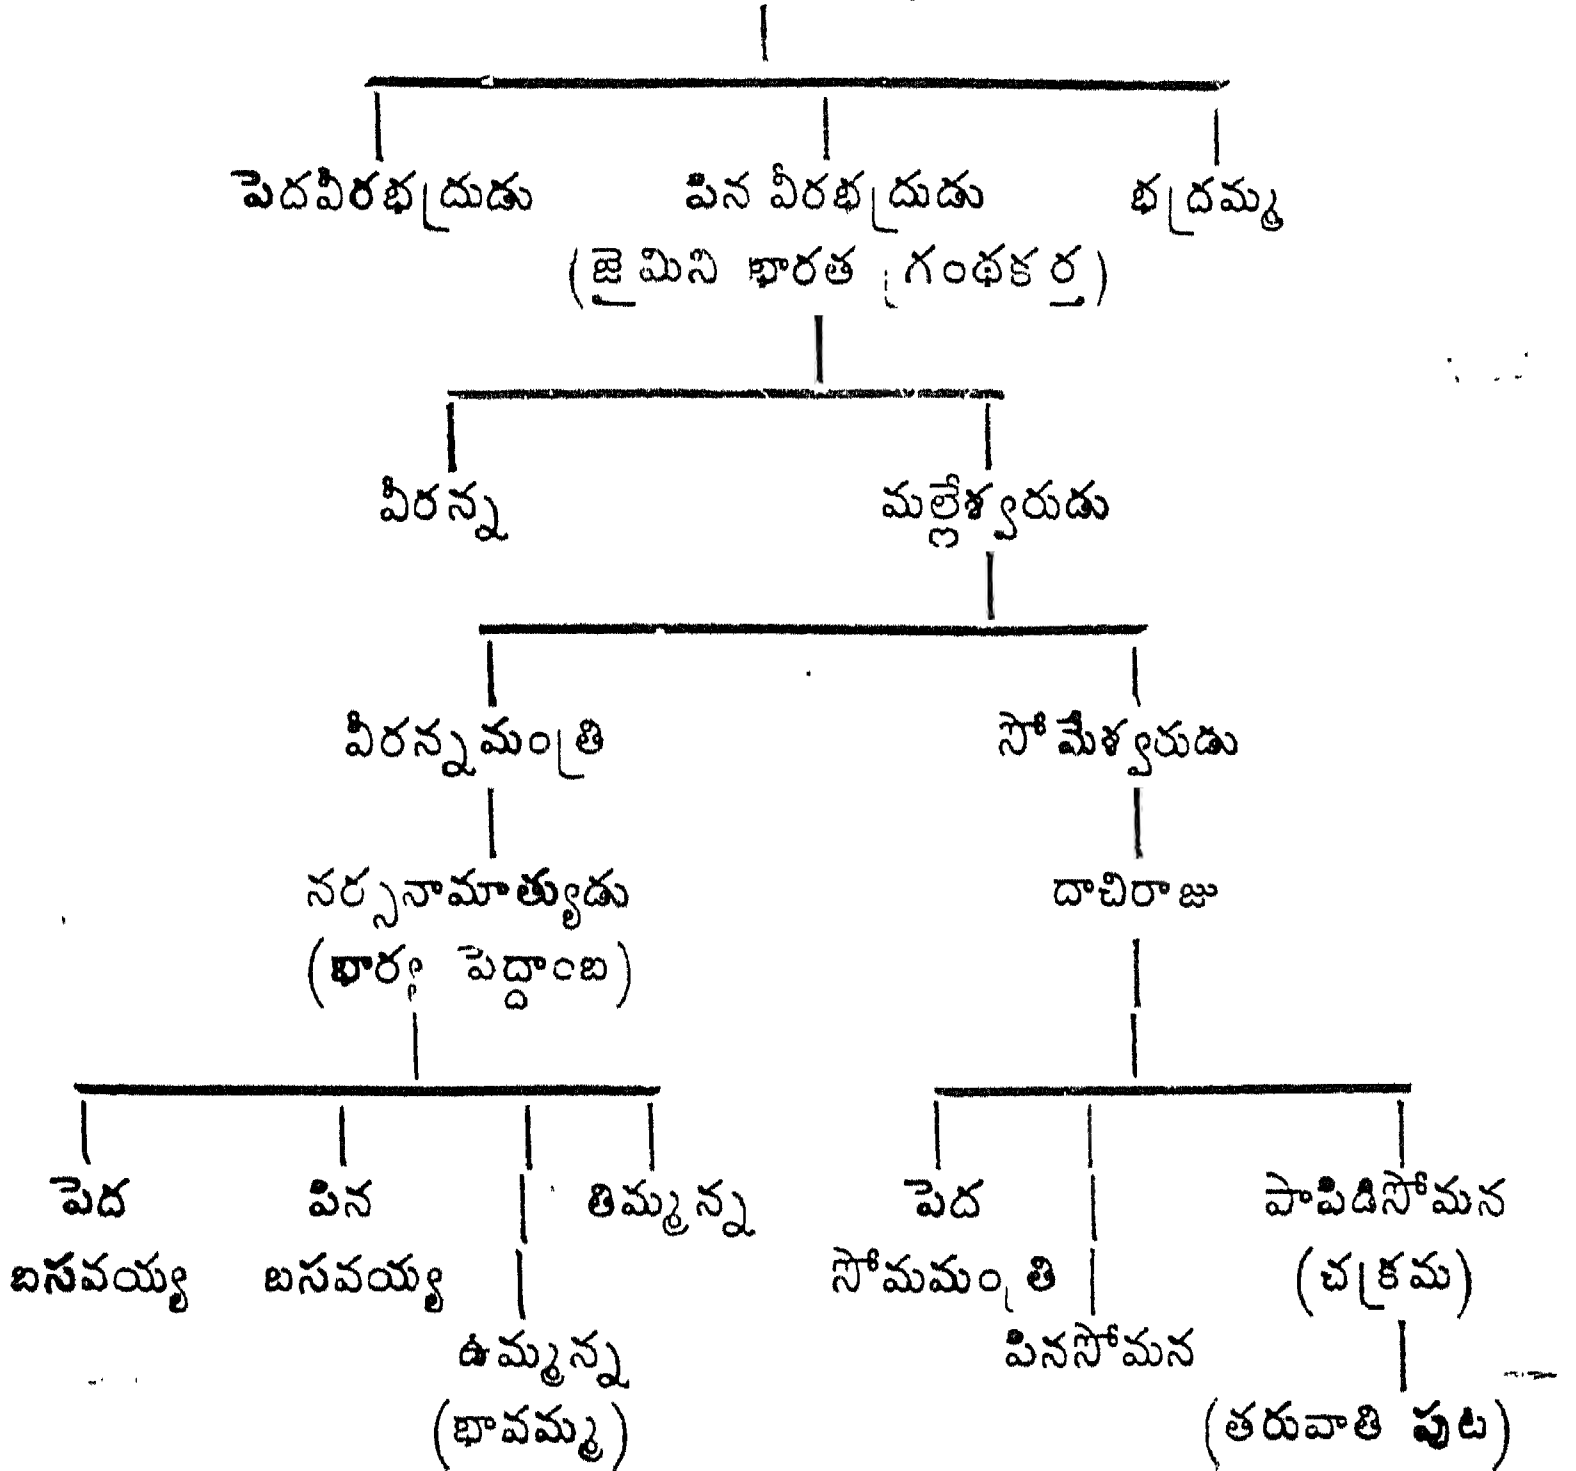 పెదవీరభద్రుడు పిన వీరభద్రుడు భద్రమ్మ
(జైమిని భారత గ్రంథకర్త)
వీరన్న మల్లేశ్వరుడు
వీరన్నమంత్రి సోమేశ్వరుడు
నర్సనామాత్యుడు దాచిరాజు
(భార్య పెద్దాంబ)
పెద పిన తిమ్మన్న పెద పాపిడిసోమన
బసవయ్య బసవయ్య సోమమంత్రి (చక్రమ)
ఉమ్మన్న పినసోమన
(భావమ్మ) (తరువాతి పుట)